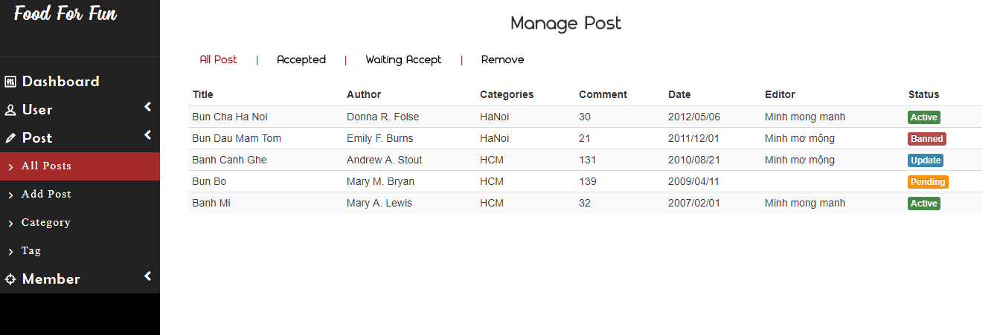 Food For Fun
Dashboard
User
Post
All Posts
Add Post
Category
Tag
Member
Manage Post
All Post | Accepted | Waiting Accept | Remove
Title Author Categories Comment Date Editor Status
Bun Cha Ha Noi Donna R. Folse HaNoi 30 2012/05/06 Minh mong manh Active
Bun Dau Mam Tom Emily F. Burns HaNoi 21 2011/12/01 Minh mơ mộng Banned
Banh Canh Ghe Andrew A. Stout HCM 131 2010/08/21 Minh mơ mộng Update
Bun Bo Mary M. Bryan HCM 139 2009/04/11 Pending
Banh Mi Mary A. Lewis HCM 32 2007/02/01 Minh mong manh Active